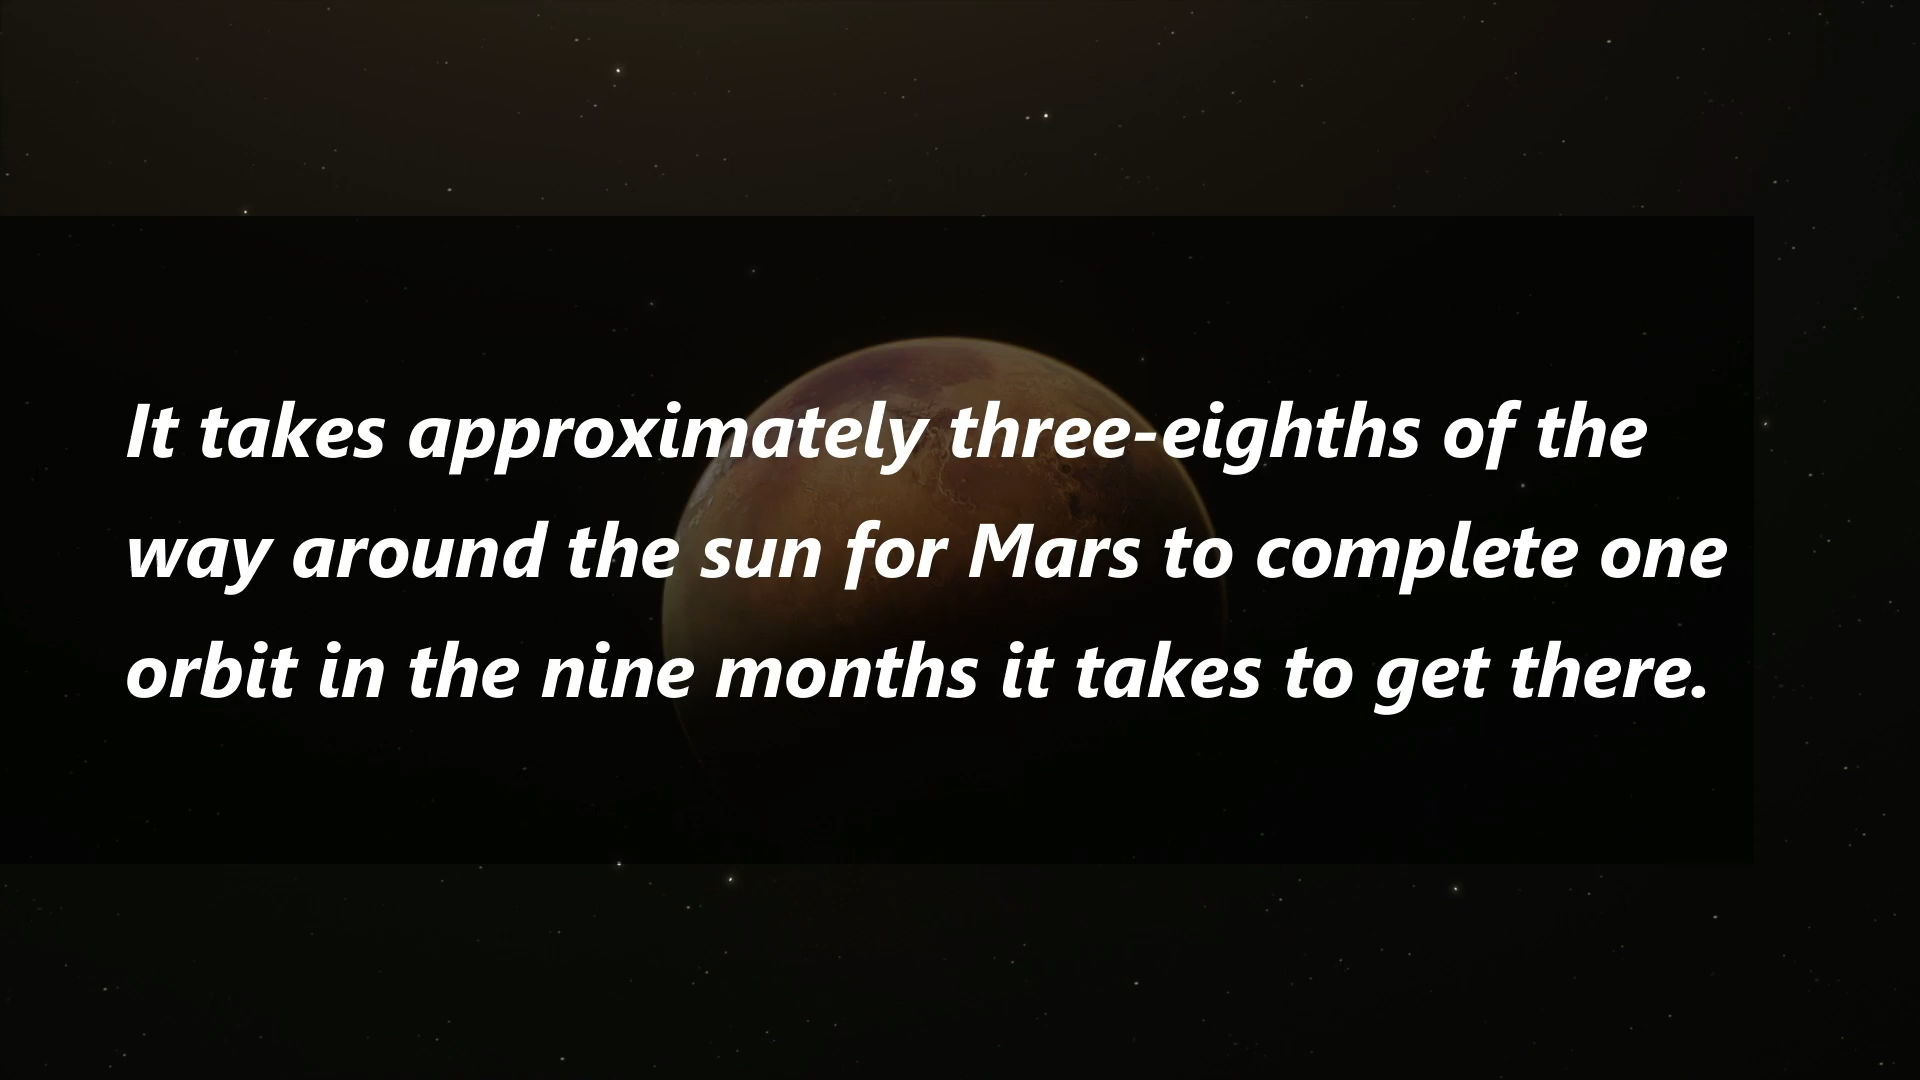 It takes approximately three-eighths of the
way around the sun for Mars to complete one
orbit in the nine months it takes to get there.